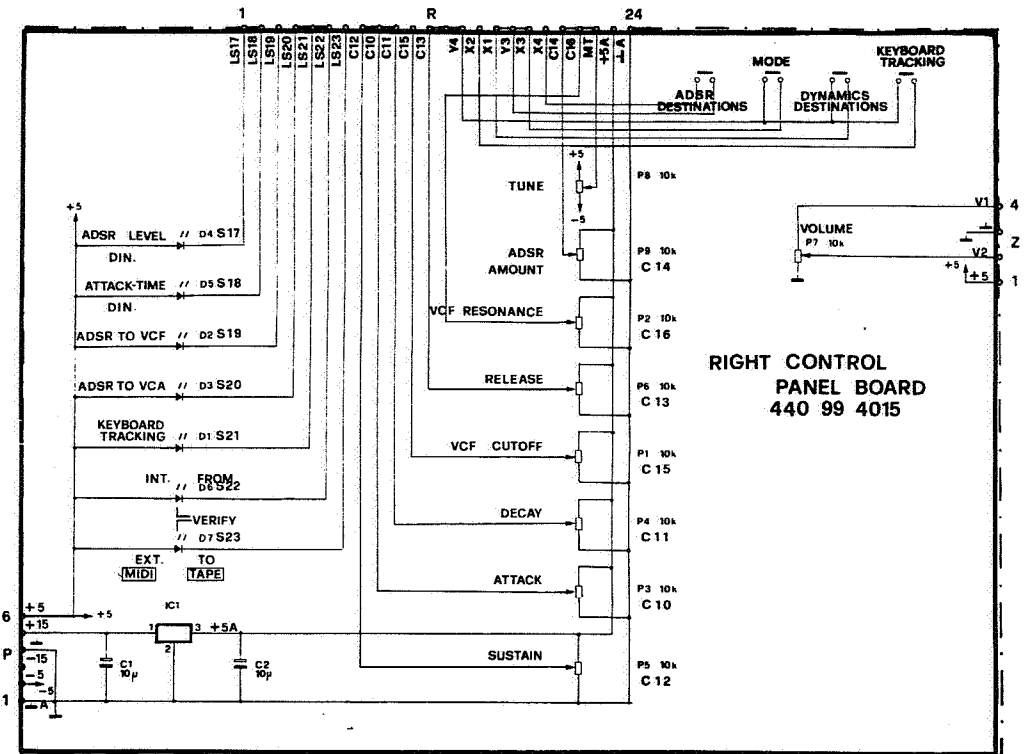 1 R 24
LS17 LS18 LS19 LS20 LS21 LS22 LS23 C12 C10 C11 C15 C13 Y4 X2 X1 Y3 X3 X4 C14 C16 MT +5A ⊥A
ADSR DESTINATIONS
MODE
DYNAMICS DESTINATIONS
KEYBOARD TRACKING
+5
TUNE
-5
P8 10k
+5
ADSR LEVEL // D4 S17
DIN.
ATTACK-TIME // D5 S18
DIN.
ADSR TO VCF // D2 S19
ADSR TO VCA // D3 S20
KEYBOARD
TRACKING // D1 S21
INT. FROM
// D6 S22
VERIFY
// D7 S23
EXT. TO
MIDI TAPE
ADSR
AMOUNT
P9 10k
C 14
VCF RESONANCE
P2 10k
C 16
RELEASE
P6 10k
C 13
VCF CUTOFF
P1 10k
C 15
DECAY
P4 10k
C 11
ATTACK
P3 10k
C 10
SUSTAIN
P5 10k
C 12
V1 4
VOLUME
P7 10k
Z
V2
+5 +5 1
RIGHT CONTROL
PANEL BOARD
440 99 4015
6 +5 +5
+15
IC1
1 3 +5A
2
P
-15
-5
-5
1 A
C1
10µ
C2
10µ